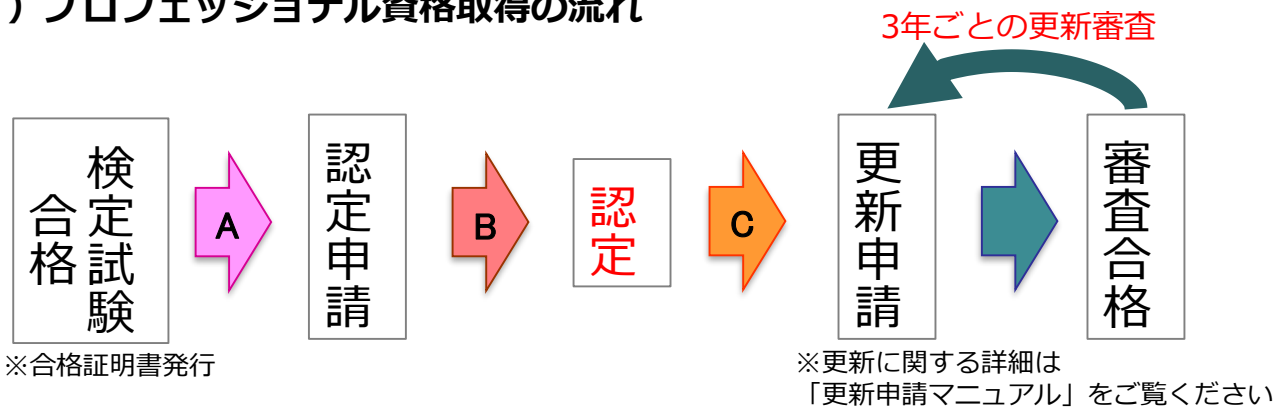 ）プロフェッショナル資格取得の流れ
3年ごとの更新審査
検定試験
合格
A
認定申請
B
認定
C
更新申請
審査合格
※合格証明書発行
※更新に関する詳細は
「更新申請マニュアル」をご覧ください